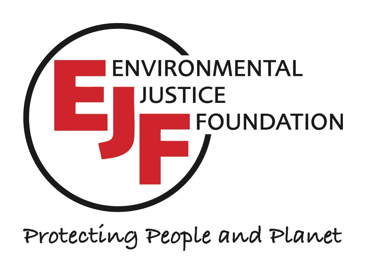 EJF
ENVIRONMENTAL
JUSTICE
FOUNDATION
Protecting People and Planet